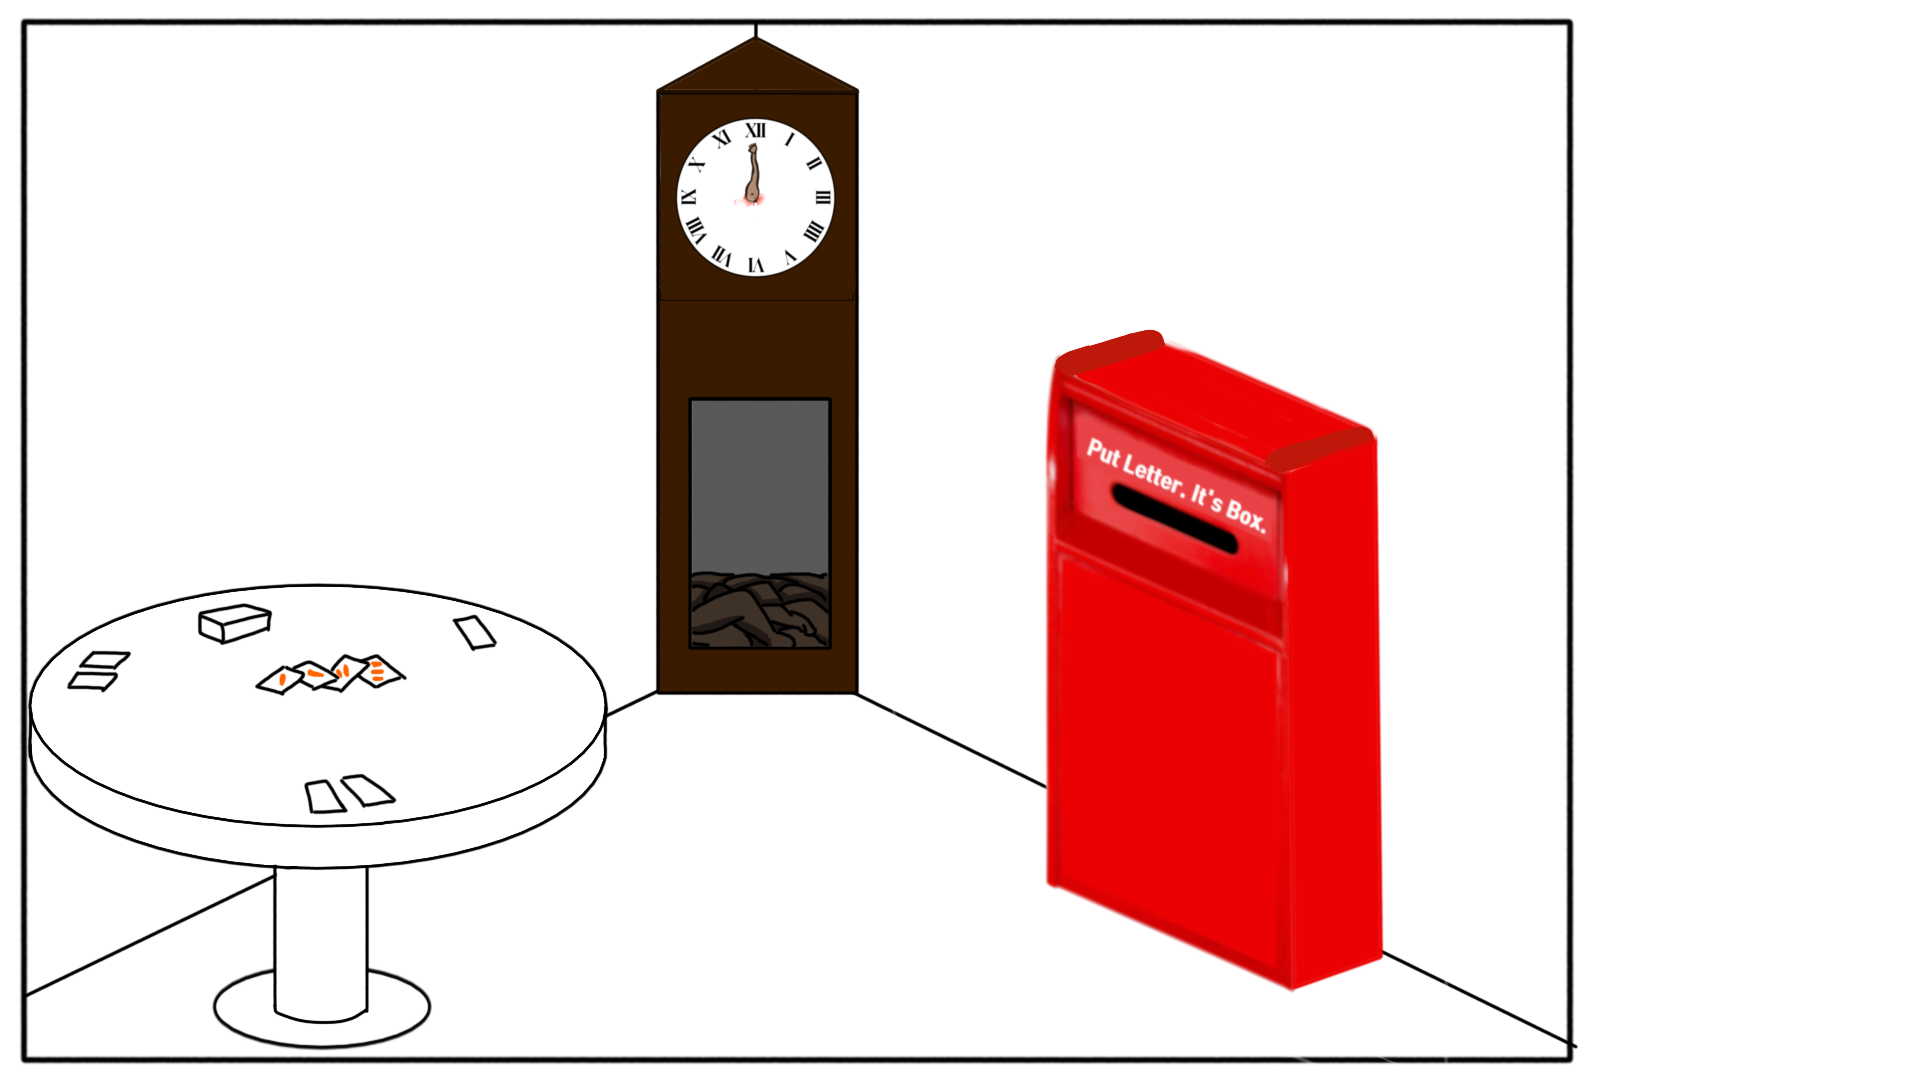 XII
I
II
III
IIII
V
VI
VII
VIII
IX
X
XI
Put Letter. It's Box.